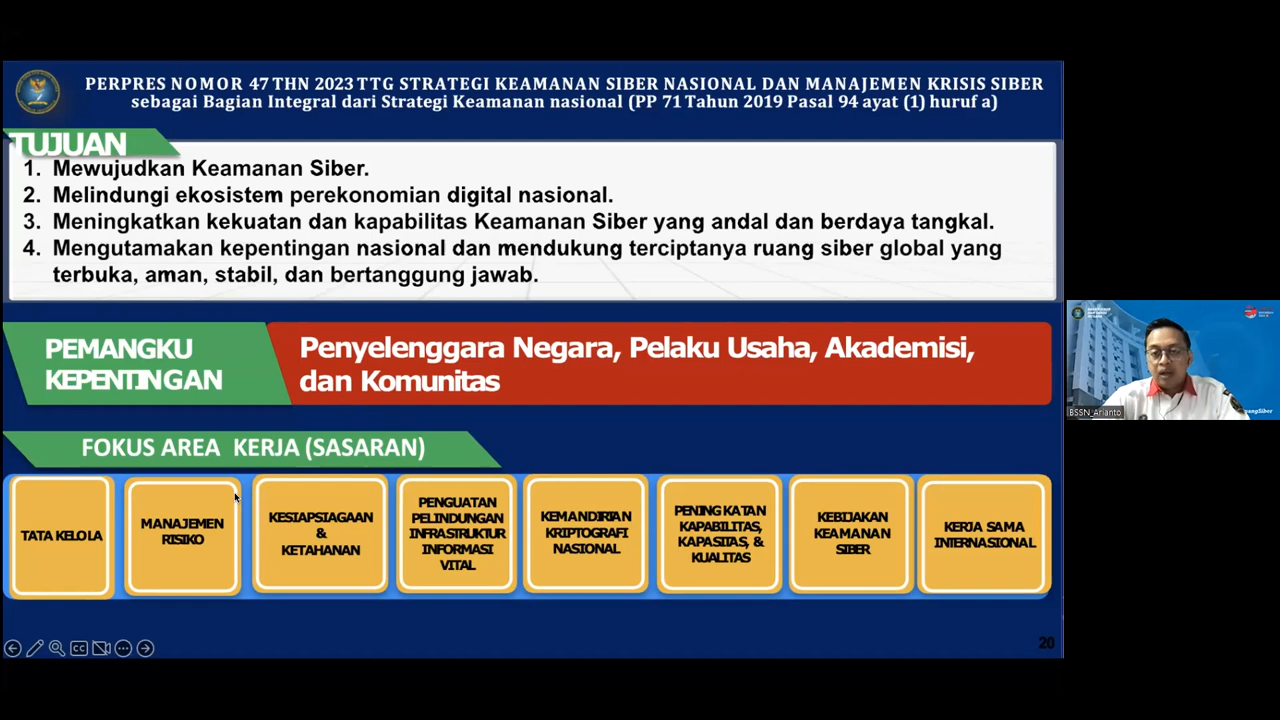 PERPRES NOMOR 47 THN 2023 TTG STRATEGI KEAMANAN SIBER NASIONAL DAN MANAJEMEN KRISIS SIBER
sebagai Bagian Integral dari Strategi Keamanan nasional (PP 71 Tahun 2019 Pasal 94 ayat (1) huruf a)
TUJUAN
1. Mewujudkan Keamanan Siber.
2. Melindungi ekosistem perekonomian digital nasional.
3. Meningkatkan kekuatan dan kapabilitas Keamanan Siber yang andal dan berdaya tangkal.
4. Mengutamakan kepentingan nasional dan mendukung terciptanya ruang siber global yang
terbuka, aman, stabil, dan bertanggung jawab.
PEMANGKU
KEPENTINGAN
Penyelenggara Negara, Pelaku Usaha, Akademisi,
dan Komunitas
FOKUS AREA KERJA (SASARAN)
TATA KELOLA
MANAJEMEN
RISIKO
KESIAPSIAGAAN
&
KETAHANAN
PENGUATAN
PELINDUNGAN
INFRASTRUKTUR
INFORMASI
VITAL
KEMANDIRIAN
KRIPTOGRAFI
NASIONAL
PENINGKATAN
KAPABILITAS,
KAPASITAS, &
KUALITAS
KEBIJAKAN
KEAMANAN
SIBER
KERJA SAMA
INTERNASIONAL
CC
20
BSSN_Arianto